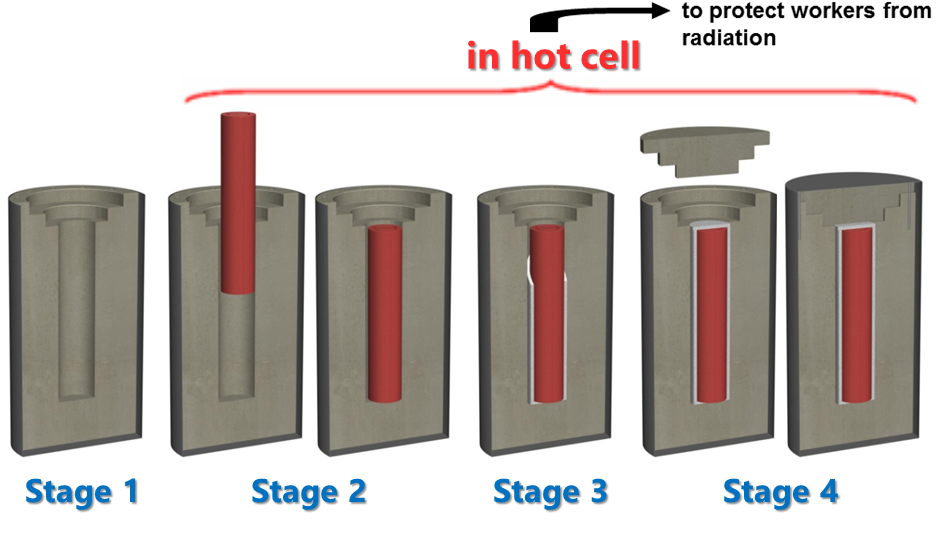 to protect workers from
radiation
in hot cell
Stage 1
Stage 2
Stage 3
Stage 4